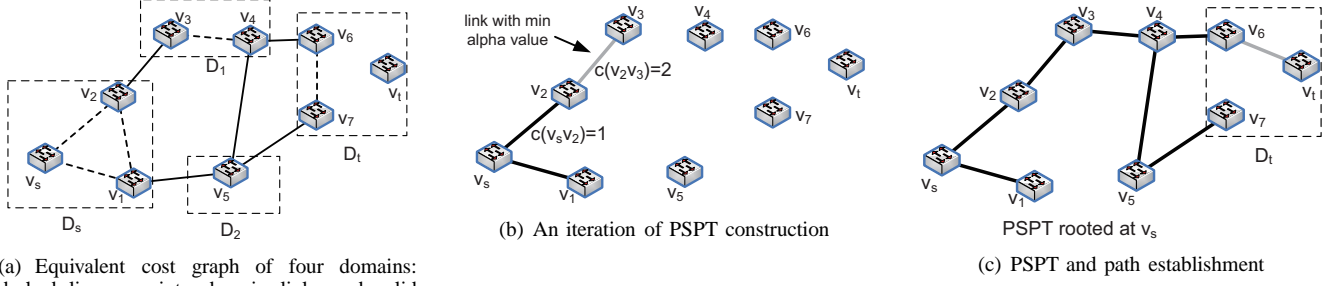 v3
v4
v6
D1
vt
v2
v7
Dt
vs
v1
v5
Ds
D2
(a) Equivalent cost graph of four domains:
link with min
alpha value
v3
v4
v6
c(v2v3)=2
vt
v2
v7
c(vsv2)=1
vs
v1
v5
(b) An iteration of PSPT construction
v3
v4
v6
vt
v2
v7
Dt
vs
v1
v5
PSPT rooted at vs
(c) PSPT and path establishment